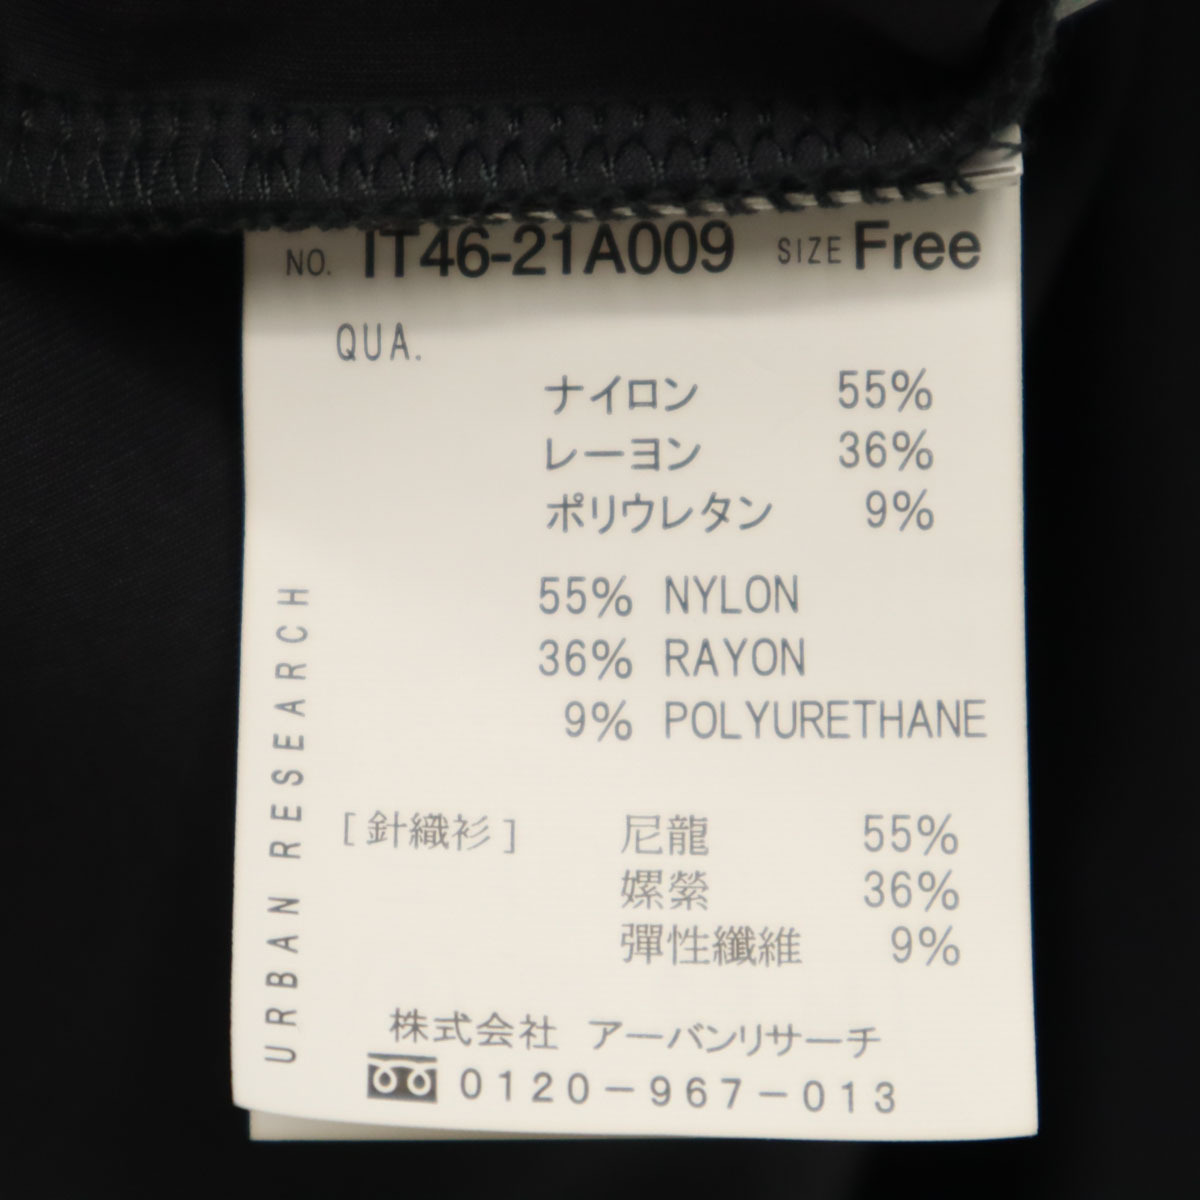 NO. IT46-21A009 SIZE Free
QUA.
ナイロン 55%
レーヨン 36%
ポリウレタン 9%
55% NYLON
36% RAYON
9% POLYURETHANE
[針織衫] 尼龍 55%
嫘縈 36%
彈性纖維 9%
URBAN RESEARCH
株式会社 アーバンリサーチ
0120-967-013